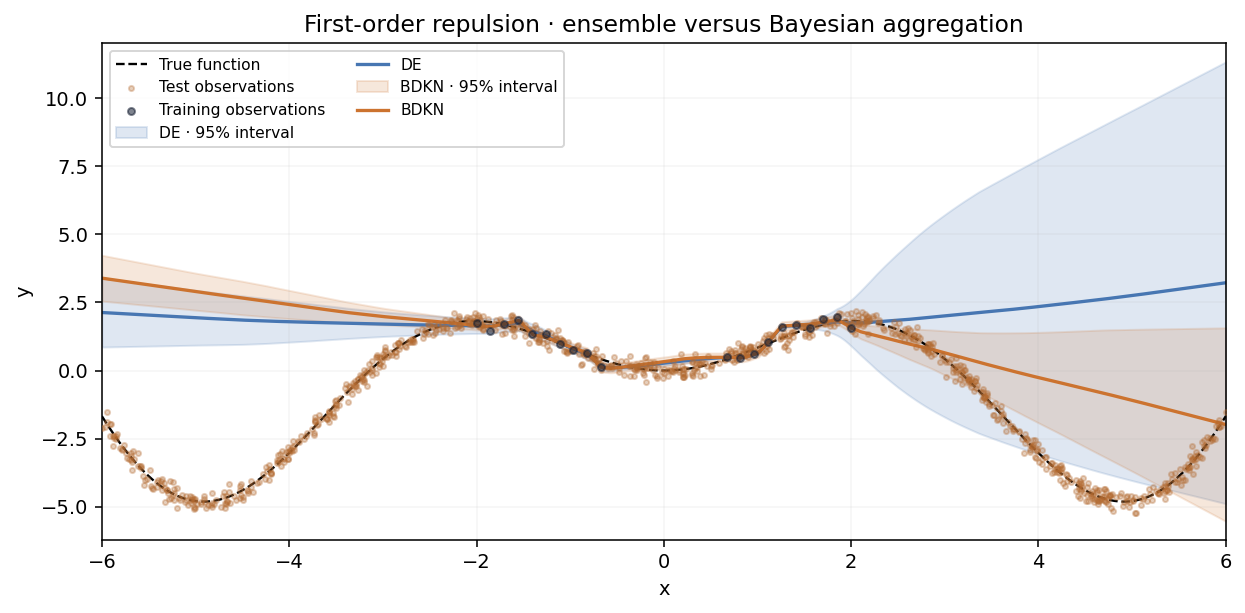 First-order repulsion · ensemble versus Bayesian aggregation
True function
Test observations
Training observations
DE · 95% interval
DE
BDKN · 95% interval
BDKN
10.0
7.5
5.0
2.5
0.0
−2.5
−5.0
y
−6
−4
−2
0
2
4
6
x